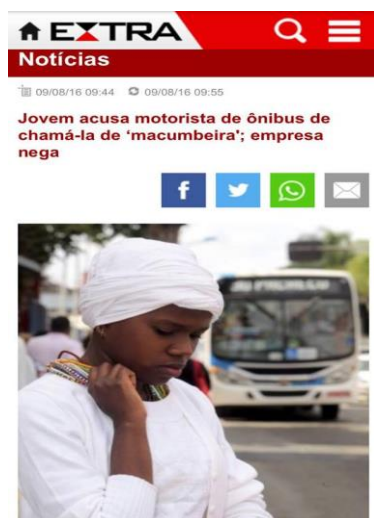 EXTRA
Notícias
09/08/16 09:44 09/08/16 09:55
Jovem acusa motorista de ônibus de
chamá-la de ‘macumbeira'; empresa
nega